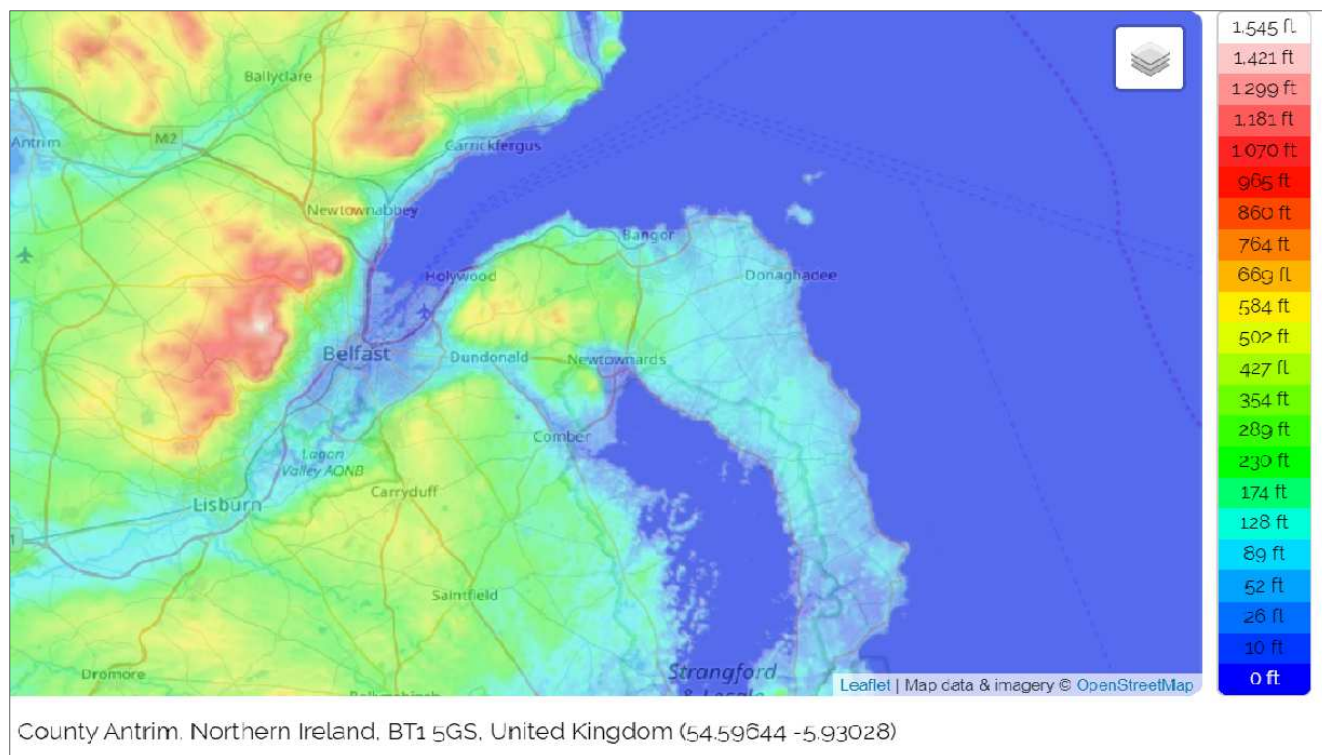 Ballyclare
Antrim
M2
Carrickfergus
Newtownabbey
Bangor
Holywood
Donaghadee
Belfast
Dundonald
Newtownards
Comber
Lagan
Valley AONB
Carryduff
Lisburn
1
Saintfield
Dromore
Strangford
Leaflet | Map data & imagery © OpenStreetMap
1,545 ft
1,421 ft
1,299 ft
1,181 ft
1,070 ft
965 ft
860 ft
764 ft
669 ft
584 ft
502 ft
427 ft
354 ft
289 ft
230 ft
174 ft
128 ft
89 ft
52 ft
26 ft
10 ft
0 ft
County Antrim, Northern Ireland, BT1 5GS, United Kingdom (54.59644 -5.93028)